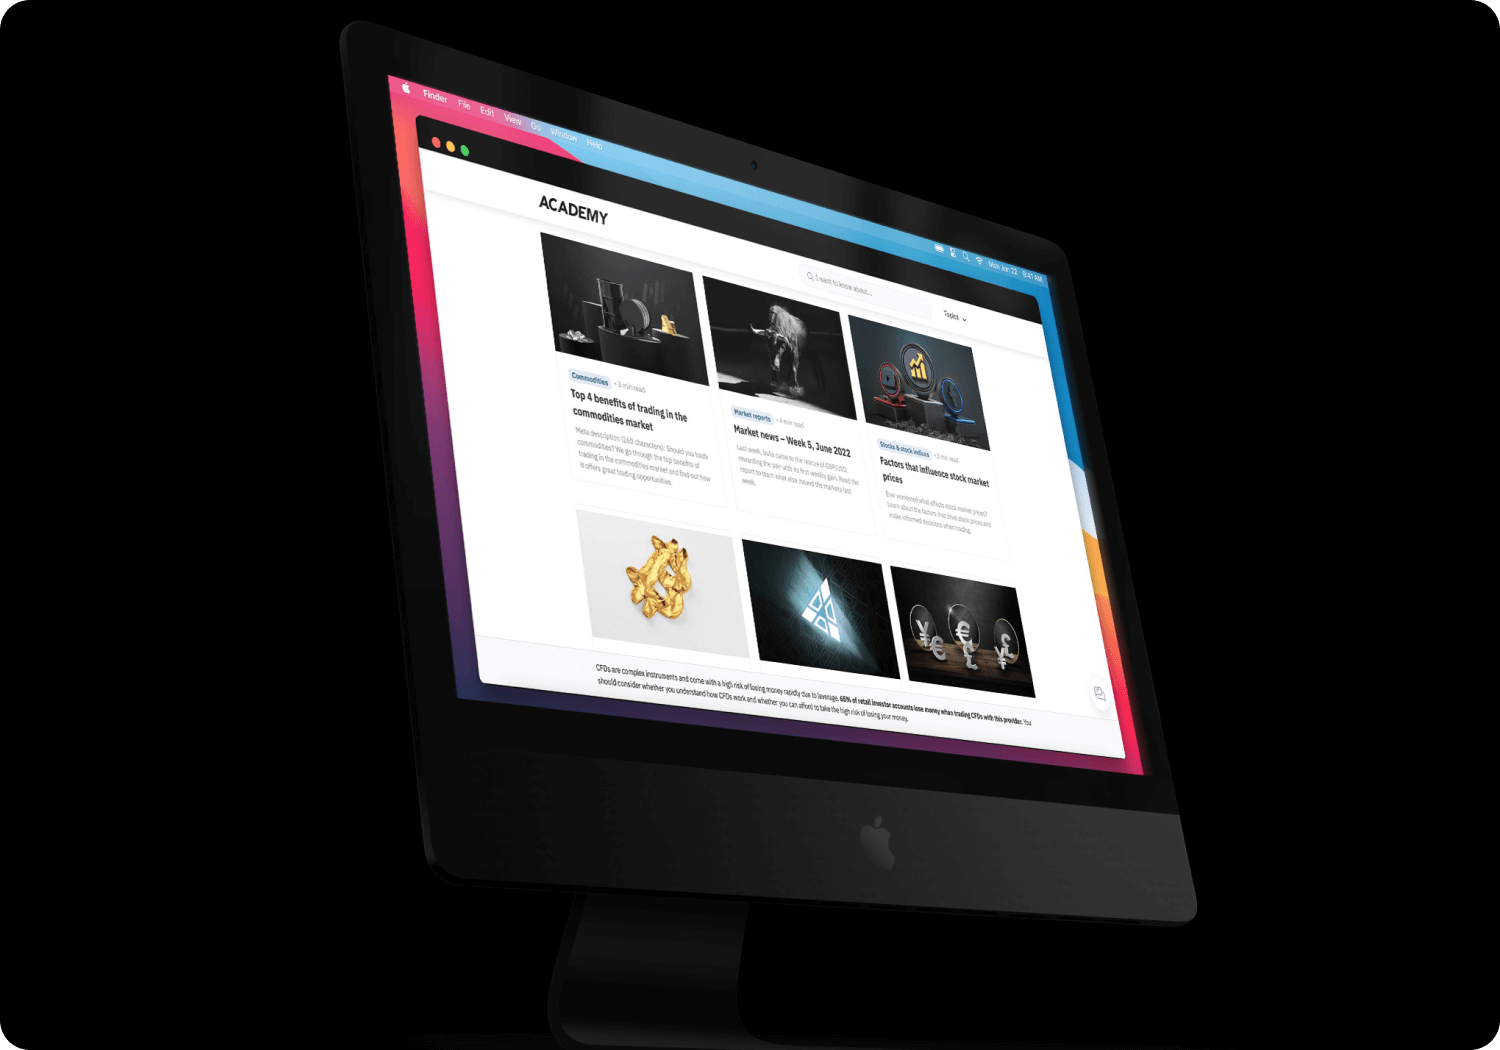 Finder File Edit View Go Window Help
Mon Jun 22 9:41 AM
ACADEMY
I want to know about...
Topics
Commodities • 3 min read
Top 4 benefits of trading in the
commodities market
Meta description (160 characters): Should you trade
commodities? We go through the top benefits of
trading in the commodities market and find out how
it offers great trading opportunities.
Market reports • 4 min read
Market news – Week 5, June 2022
Last week, bulls came to the rescue of GBP/USD,
rewarding the pair with its first weekly gain. Read the
report to learn what else moved the markets last
week.
Stocks & stock indices • 3 min read
Factors that influence stock market
prices
Ever wondered what affects stock market prices?
Learn about the factors that drive stock prices and
make informed decisions when trading.
¥ € € £ £ ¥
CFDs are complex instruments and come with a high risk of losing money rapidly due to leverage. 65% of retail investor accounts lose money when trading CFDs with this provider. You
should consider whether you understand how CFDs work and whether you can afford to take the high risk of losing your money.